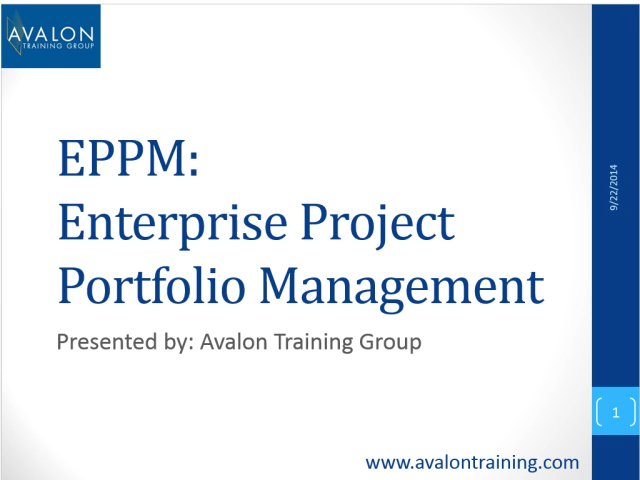 AVALON
TRAINING GROUP
EPPM:
Enterprise Project
Portfolio Management
Presented by: Avalon Training Group
9/22/2014
1
www.avalontraining.com